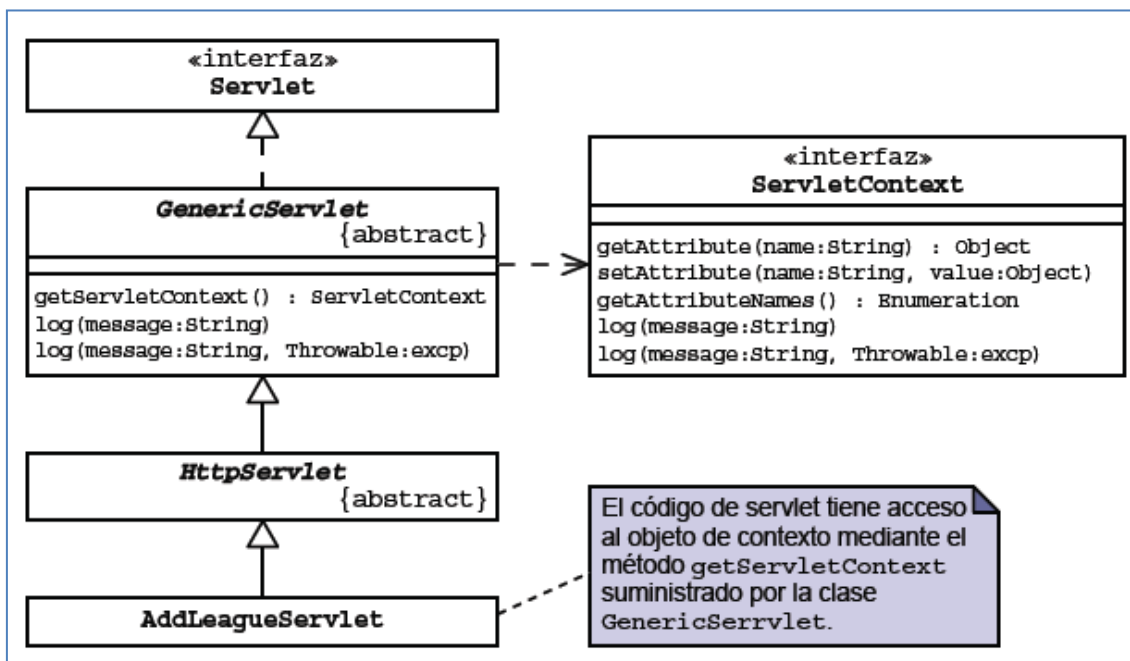 «interfaz»
Servlet
GenericServlet
{abstract}
getServletContext() : ServletContext
log(message:String)
log(message:String, Throwable:excp)
HttpServlet
{abstract}
AddLeagueServlet
«interfaz»
ServletContext
getAttribute(name:String) : Object
setAttribute(name:String, value:Object)
getAttributeNames() : Enumeration
log(message:String)
log(message:String, Throwable:excp)
El código de servlet tiene acceso
al objeto de contexto mediante el
método getServletContext
suministrado por la clase
GenericSerrvlet.